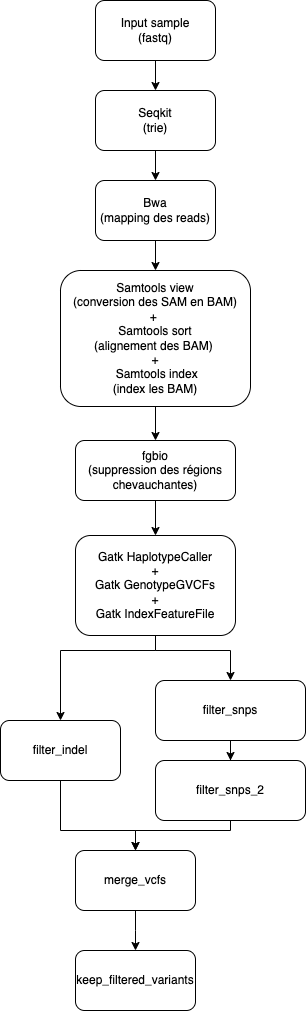 Input sample
(fastq)
Seqkit
(trie)
Bwa
(mapping des reads)
Samtools view
(conversion des SAM en BAM)
+
Samtools sort
(alignement des BAM)
+
Samtools index
(index les BAM)
fgbio
(suppression des régions
chevauchantes)
Gatk HaplotypeCaller
+
Gatk GenotypeGVCFs
+
Gatk IndexFeatureFile
filter_snps
filter_indel
filter_snps_2
merge_vcfs
keep_filtered_variants